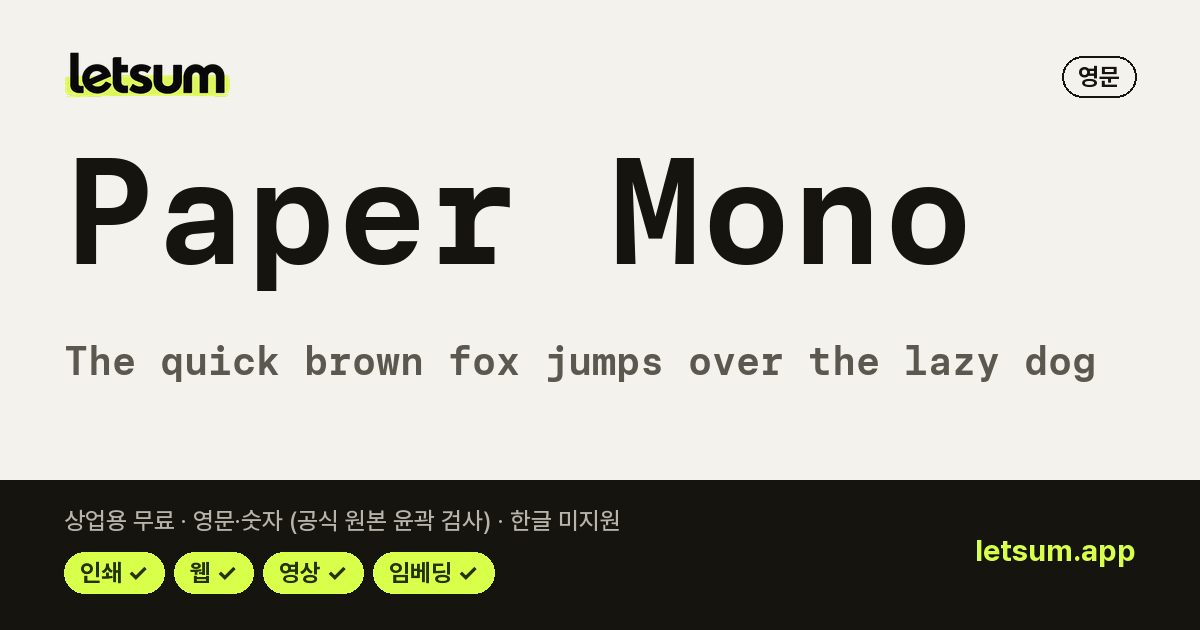 letsum
영문
Paper Mono
The quick brown fox jumps over the lazy dog
상업용 무료 · 영문·숫자 (공식 원본 윤곽 검사) · 한글 미지원
인쇄 ✓ 웹 ✓ 영상 ✓ 임베딩 ✓
letsum.app